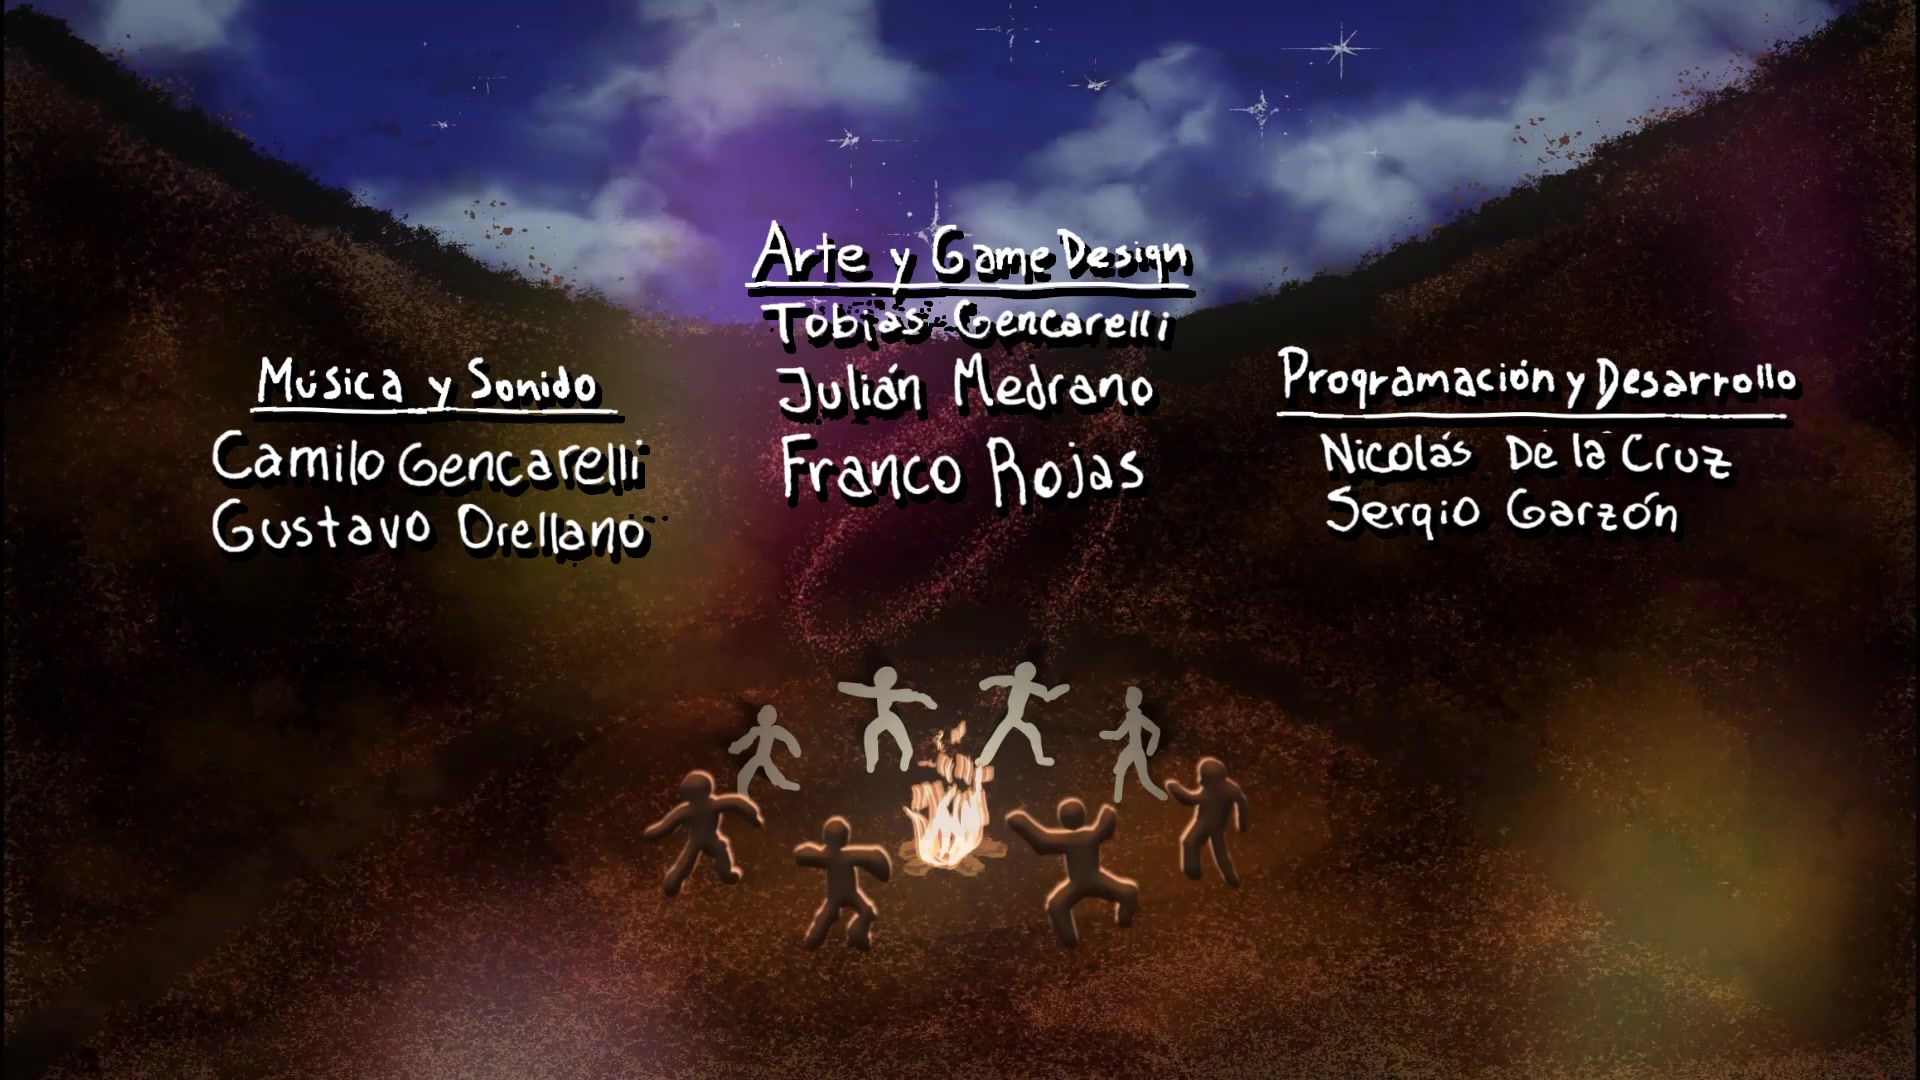 Música y Sonido
Camilo Gencarelli
Gustavo Orellano
Arte y Game Design
Tobías Gencarelli
Julián Medrano
Franco Rojas
Programación y Desarrollo
Nicolás De la Cruz
Sergio Garzón